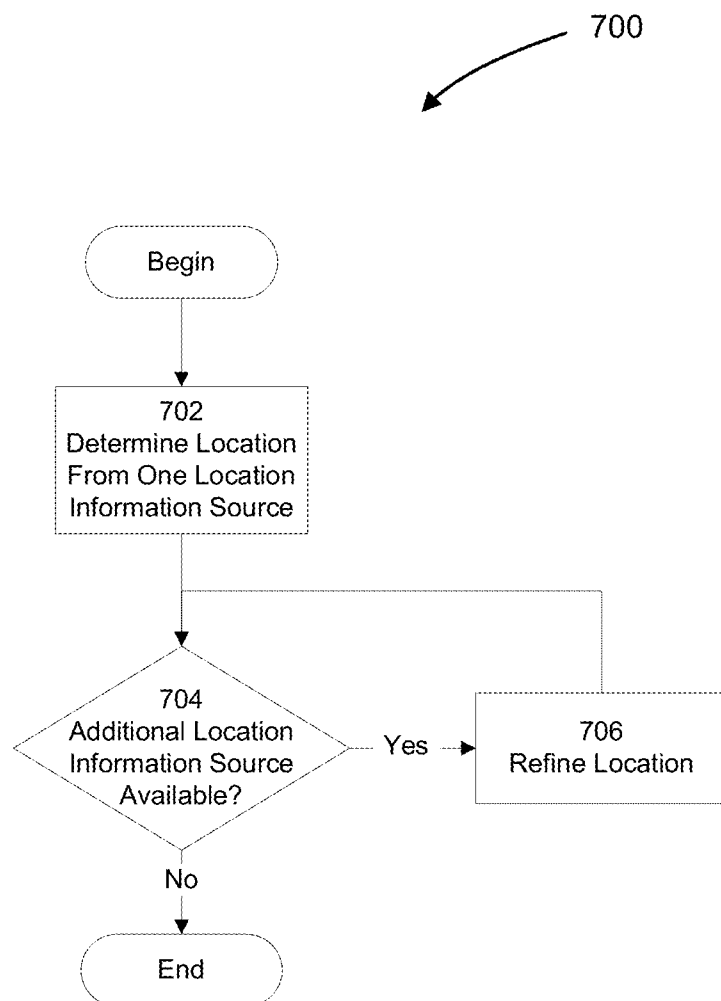 700
Begin
702
Determine Location
From One Location
Information Source
704
Additional Location
Information Source
Available?
Yes
706
Refine Location
No
End